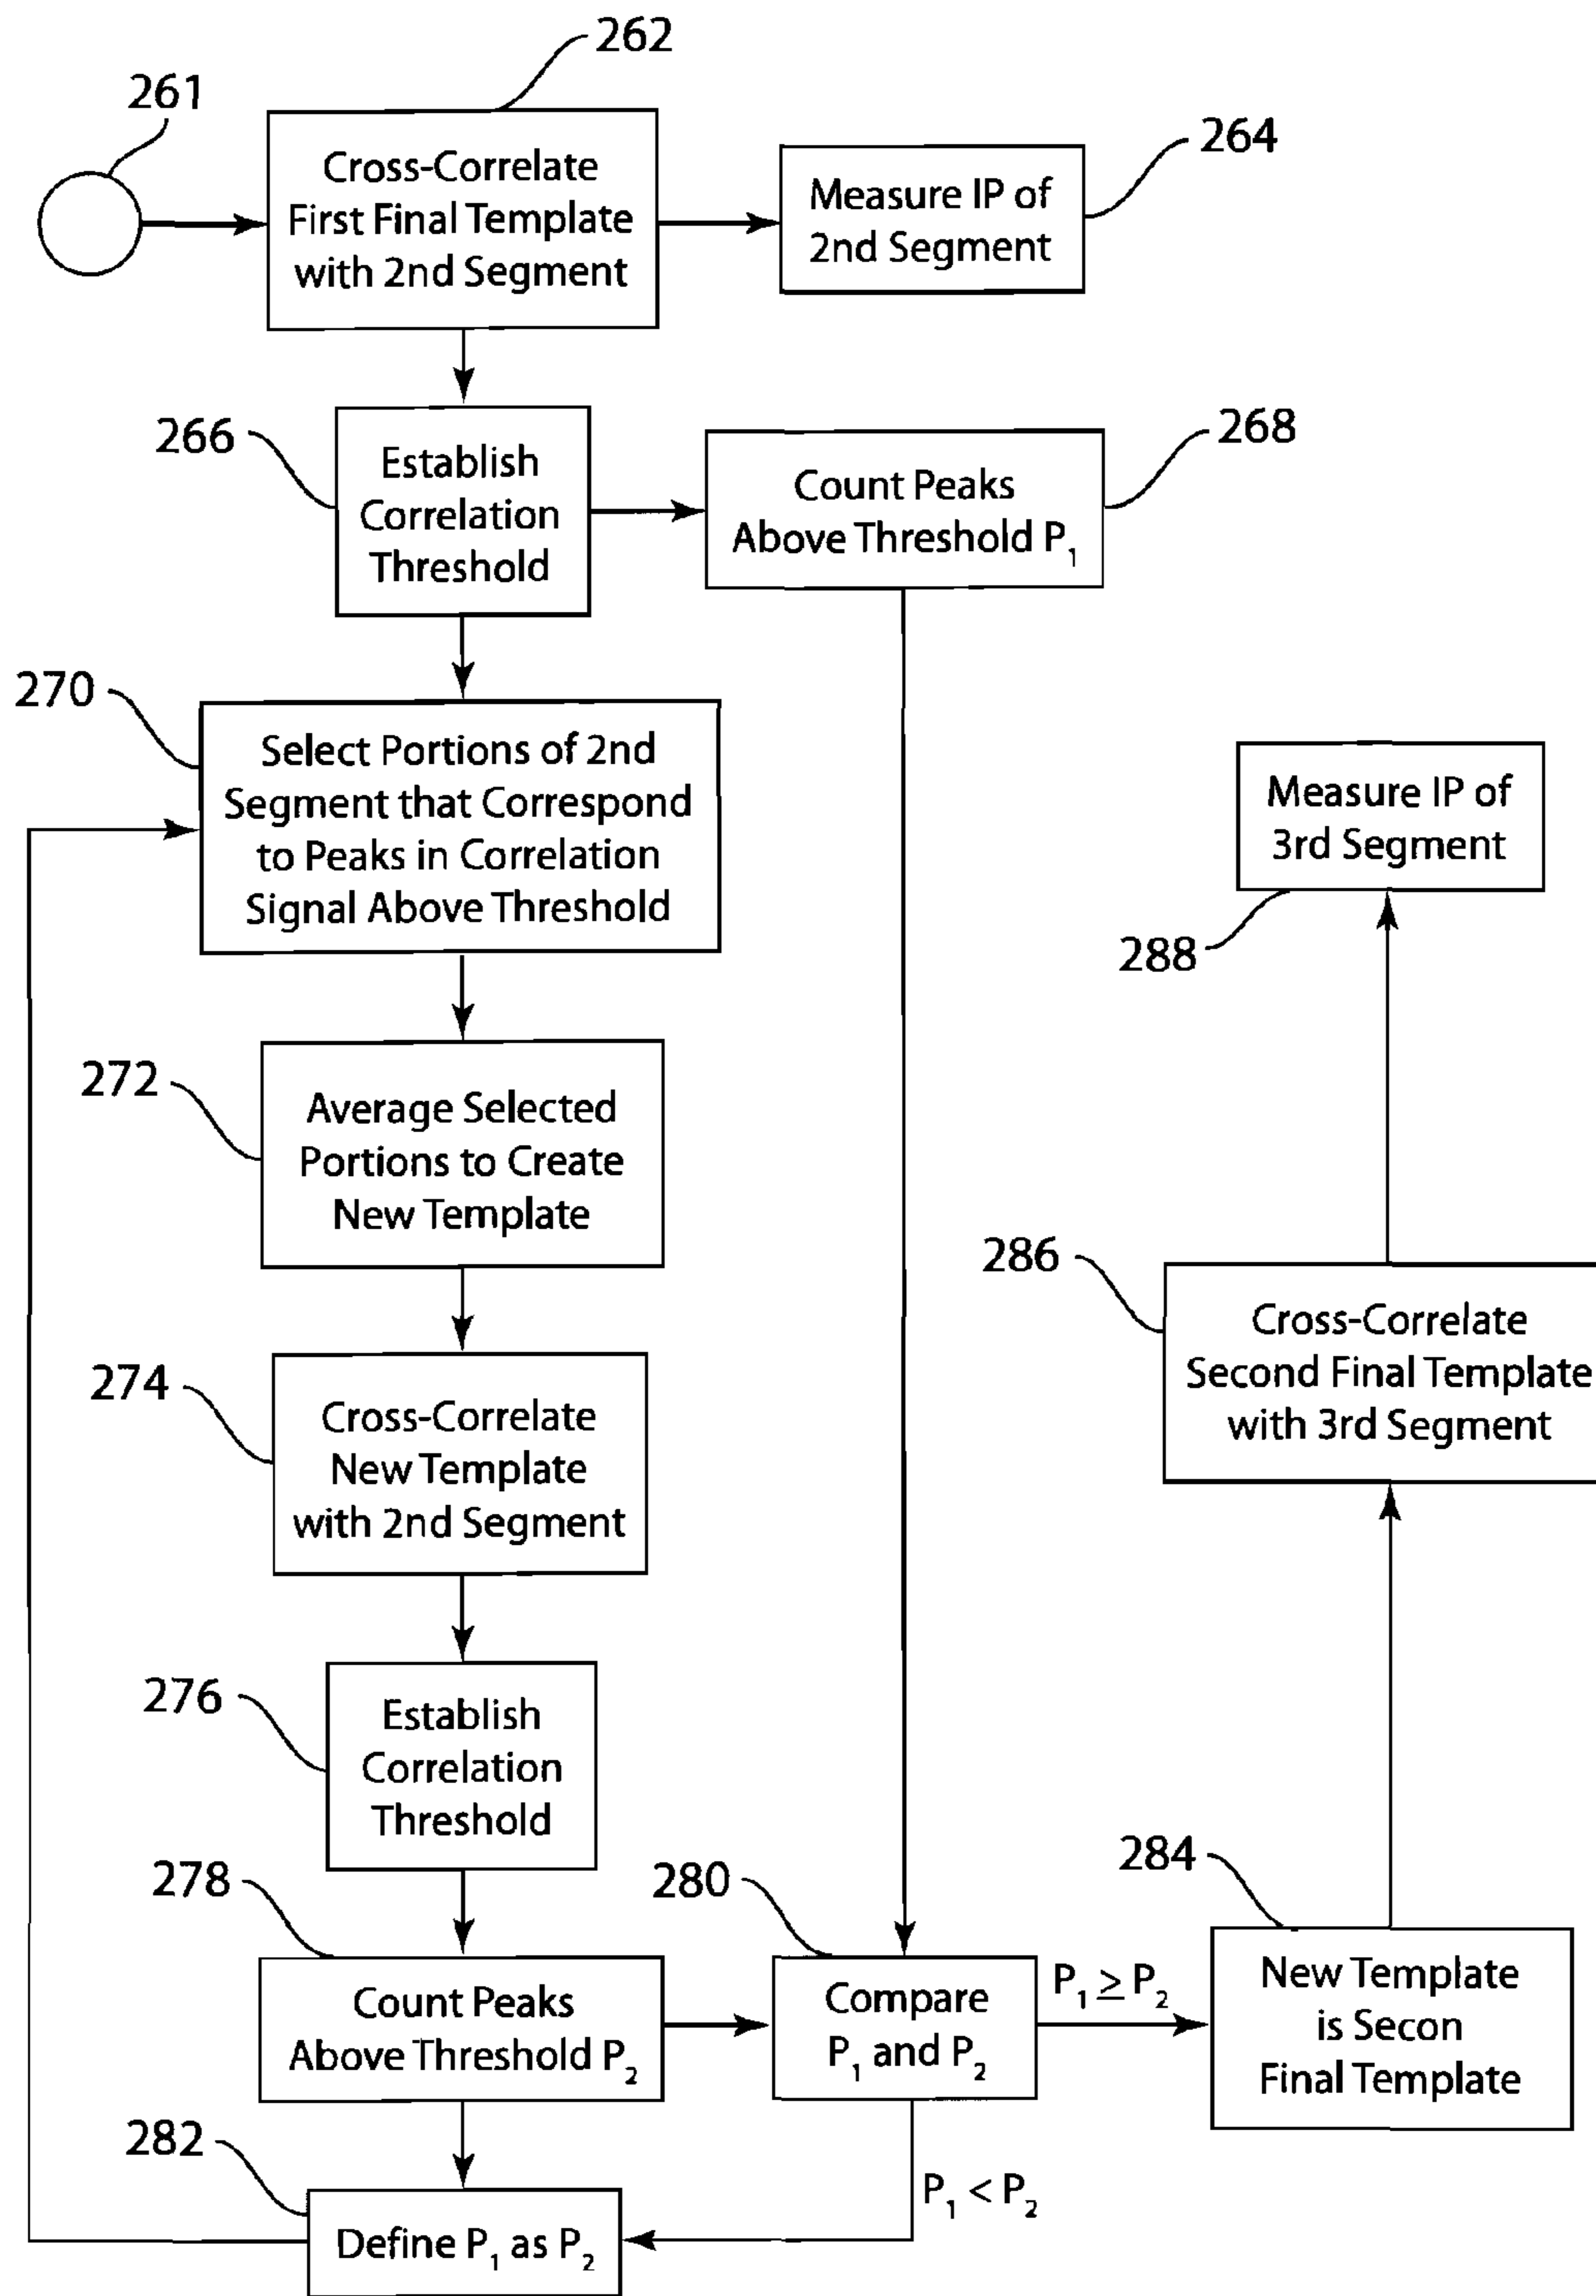 262
261
Cross-Correlate
First Final Template
with 2nd Segment
264
Measure IP of
2nd Segment
266
Establish
Correlation
Threshold
268
Count Peaks
Above Threshold P₁
270
Select Portions of 2nd
Segment that Correspond
to Peaks in Correlation
Signal Above Threshold
Measure IP of
3rd Segment
288
272
Average Selected
Portions to Create
New Template
286
Cross-Correlate
Second Final Template
with 3rd Segment
274
Cross-Correlate
New Template
with 2nd Segment
276
Establish
Correlation
Threshold
278
Count Peaks
Above Threshold P₂
280
Compare
P₁ and P₂
P₁ ≥ P₂
284
New Template
is Secon
Final Template
282
Define P₁ as P₂
P₁ < P₂